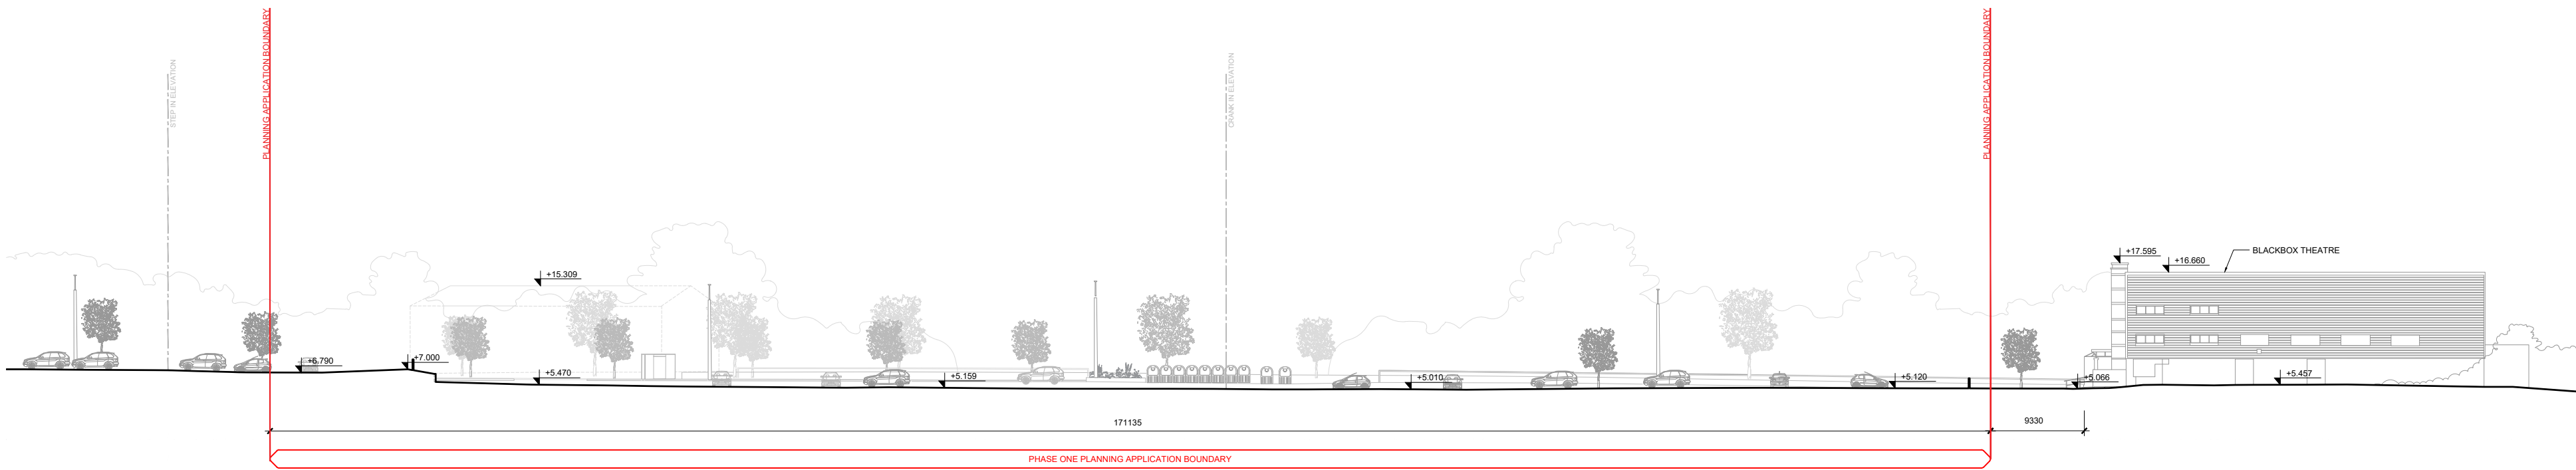 PLANNING APPLICATION BOUNDARY
STEP IN ELEVATION
CRANK IN ELEVATION
PLANNING APPLICATION BOUNDARY
+17.595
BLACKBOX THEATRE
+16.660
+15.309
+6.790
+7.000
+5.470
+5.159
+5.010
+5.120
+5.066
+5.457
171135
9330
PHASE ONE PLANNING APPLICATION BOUNDARY